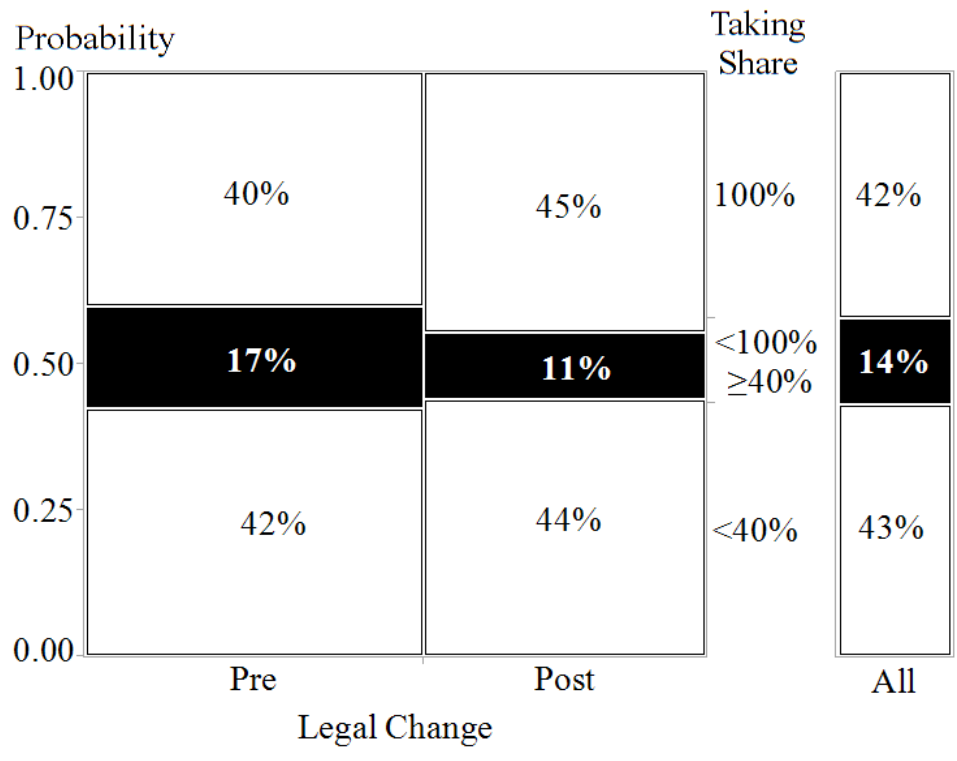 Probability
Taking
Share
1.00
0.75
0.50
0.25
0.00
40%
45%
100%
42%
17%
11%
<100%
≥40%
14%
42%
44%
<40%
43%
Pre
Post
All
Legal Change